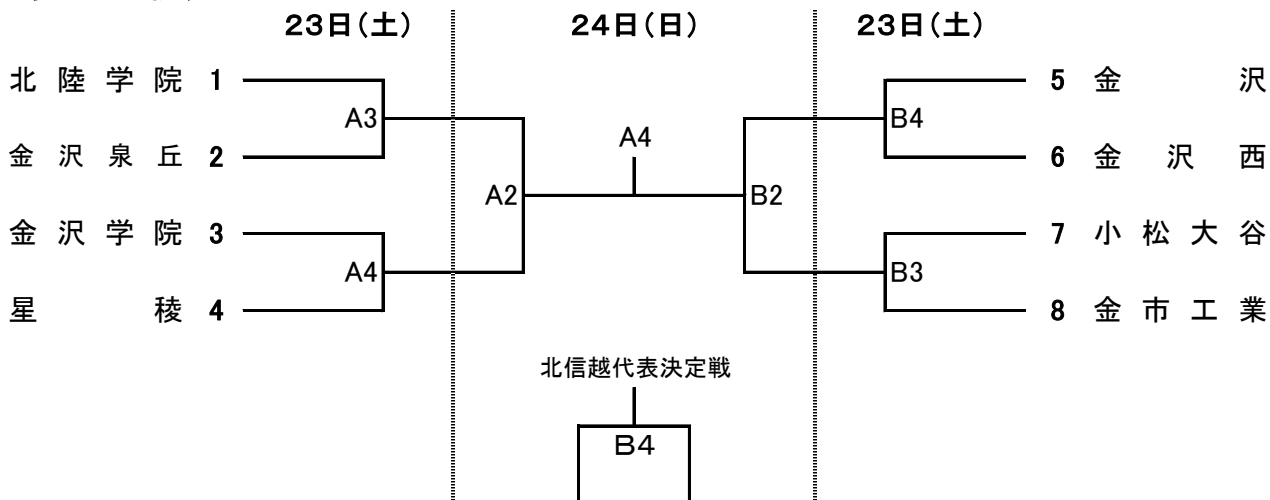 23日(土) 24日(日) 23日(土)
北陸学院 1 5 金沢
A3 B4
A4
金沢泉丘 2 6 金沢西
A2 B2
金沢学院 3 7 小松大谷
A4 B3
星稜 4 8 金市工業
北信越代表決定戦
B4